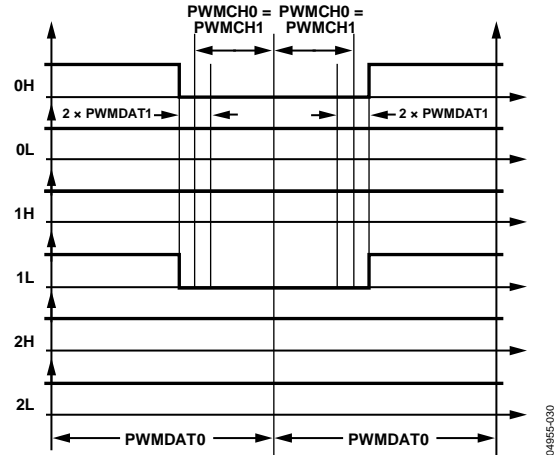 PWMCH0 = PWMCH0 =
PWMCH1 PWMCH1
0H
2 × PWMDAT1 2 × PWMDAT1
0L
1H
1L
2H
2L
PWMDAT0 PWMDAT0
04955-030